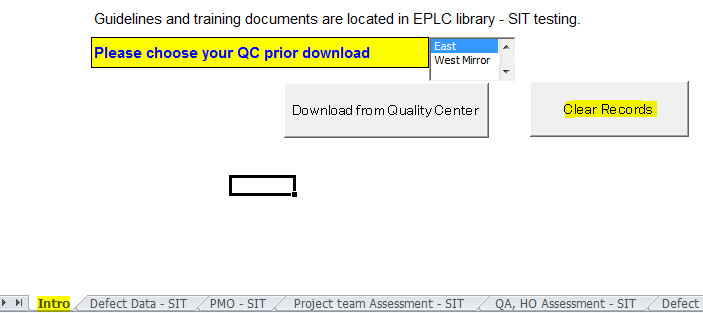 Guidelines and training documents are located in EPLC library - SIT testing.
Please choose your QC prior download
East
West Mirror
Download from Quality Center
Clear Records
Intro Defect Data - SIT PMO - SIT Project team Assessment - SIT QA, HO Assessment - SIT Defect